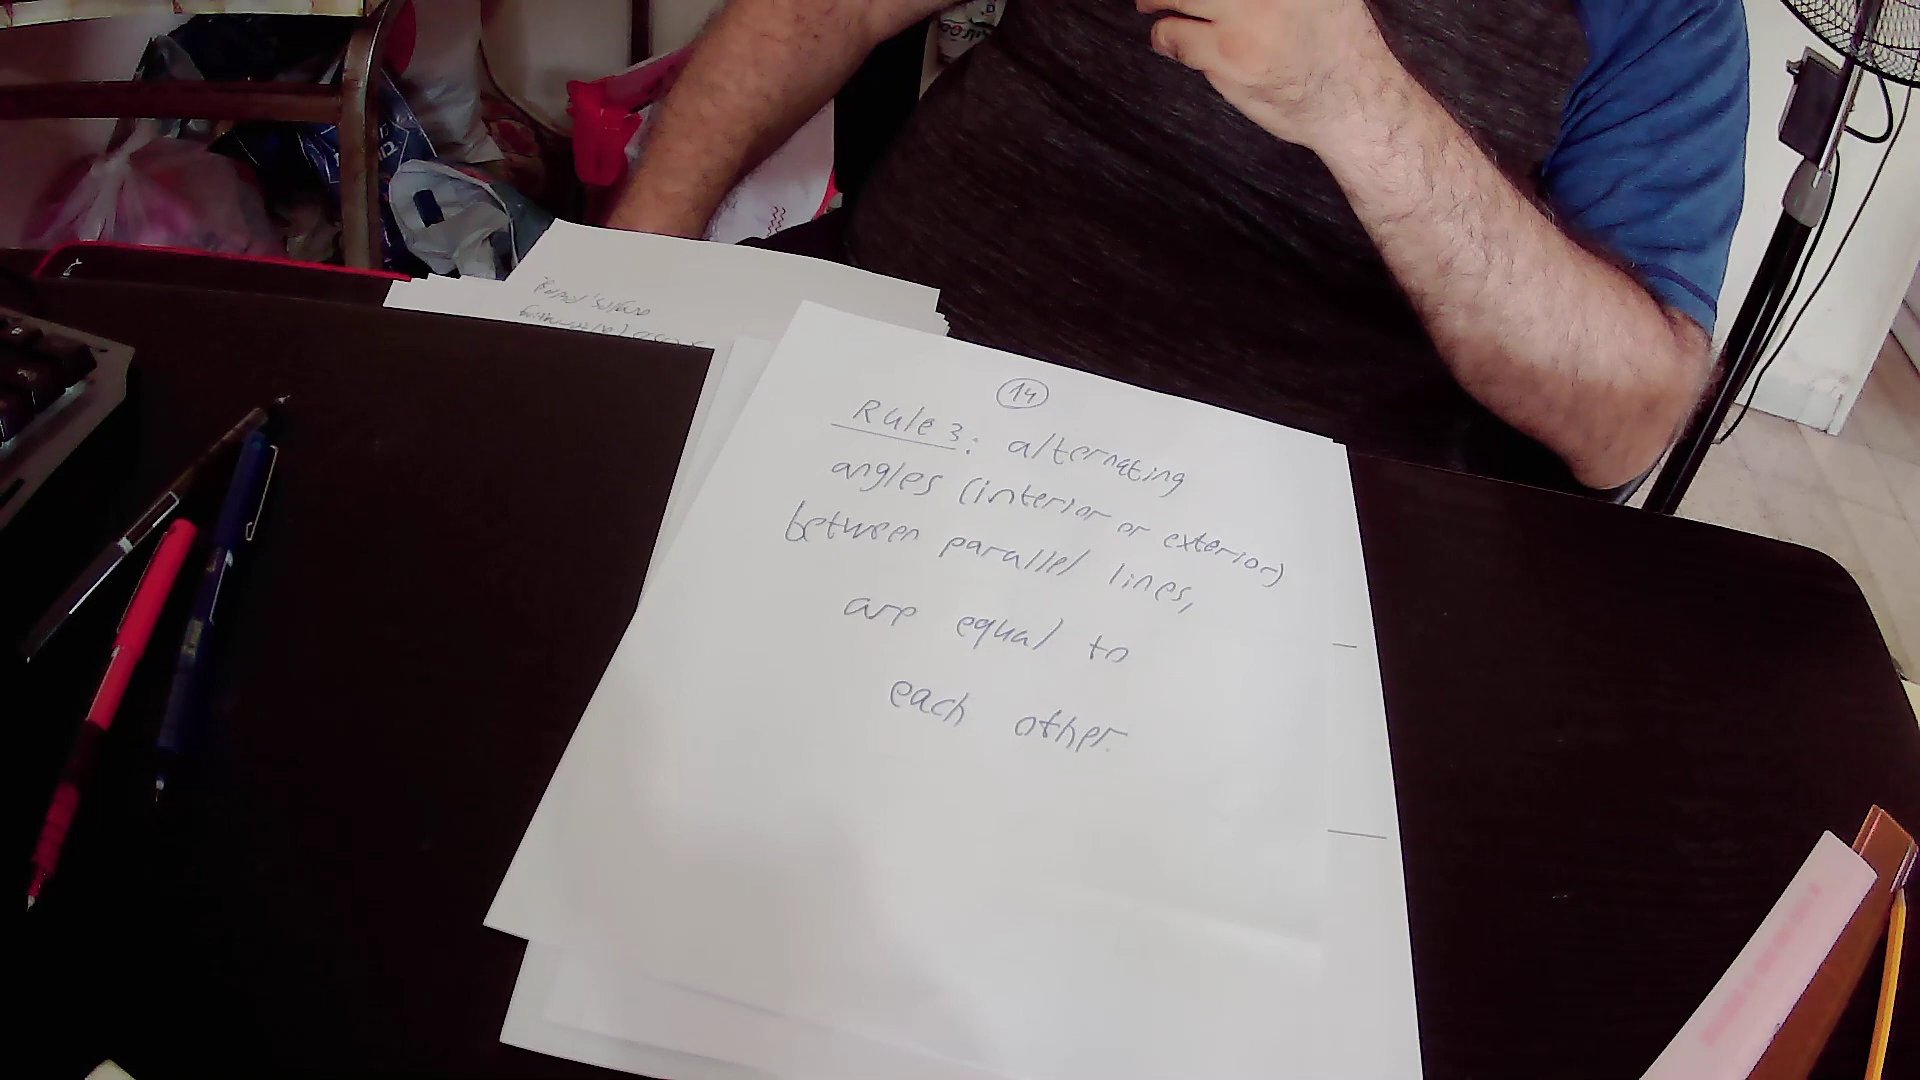 14
Rule 3: alternating
angles (interior or exterior)
between parallel lines,
are equal to
each other.